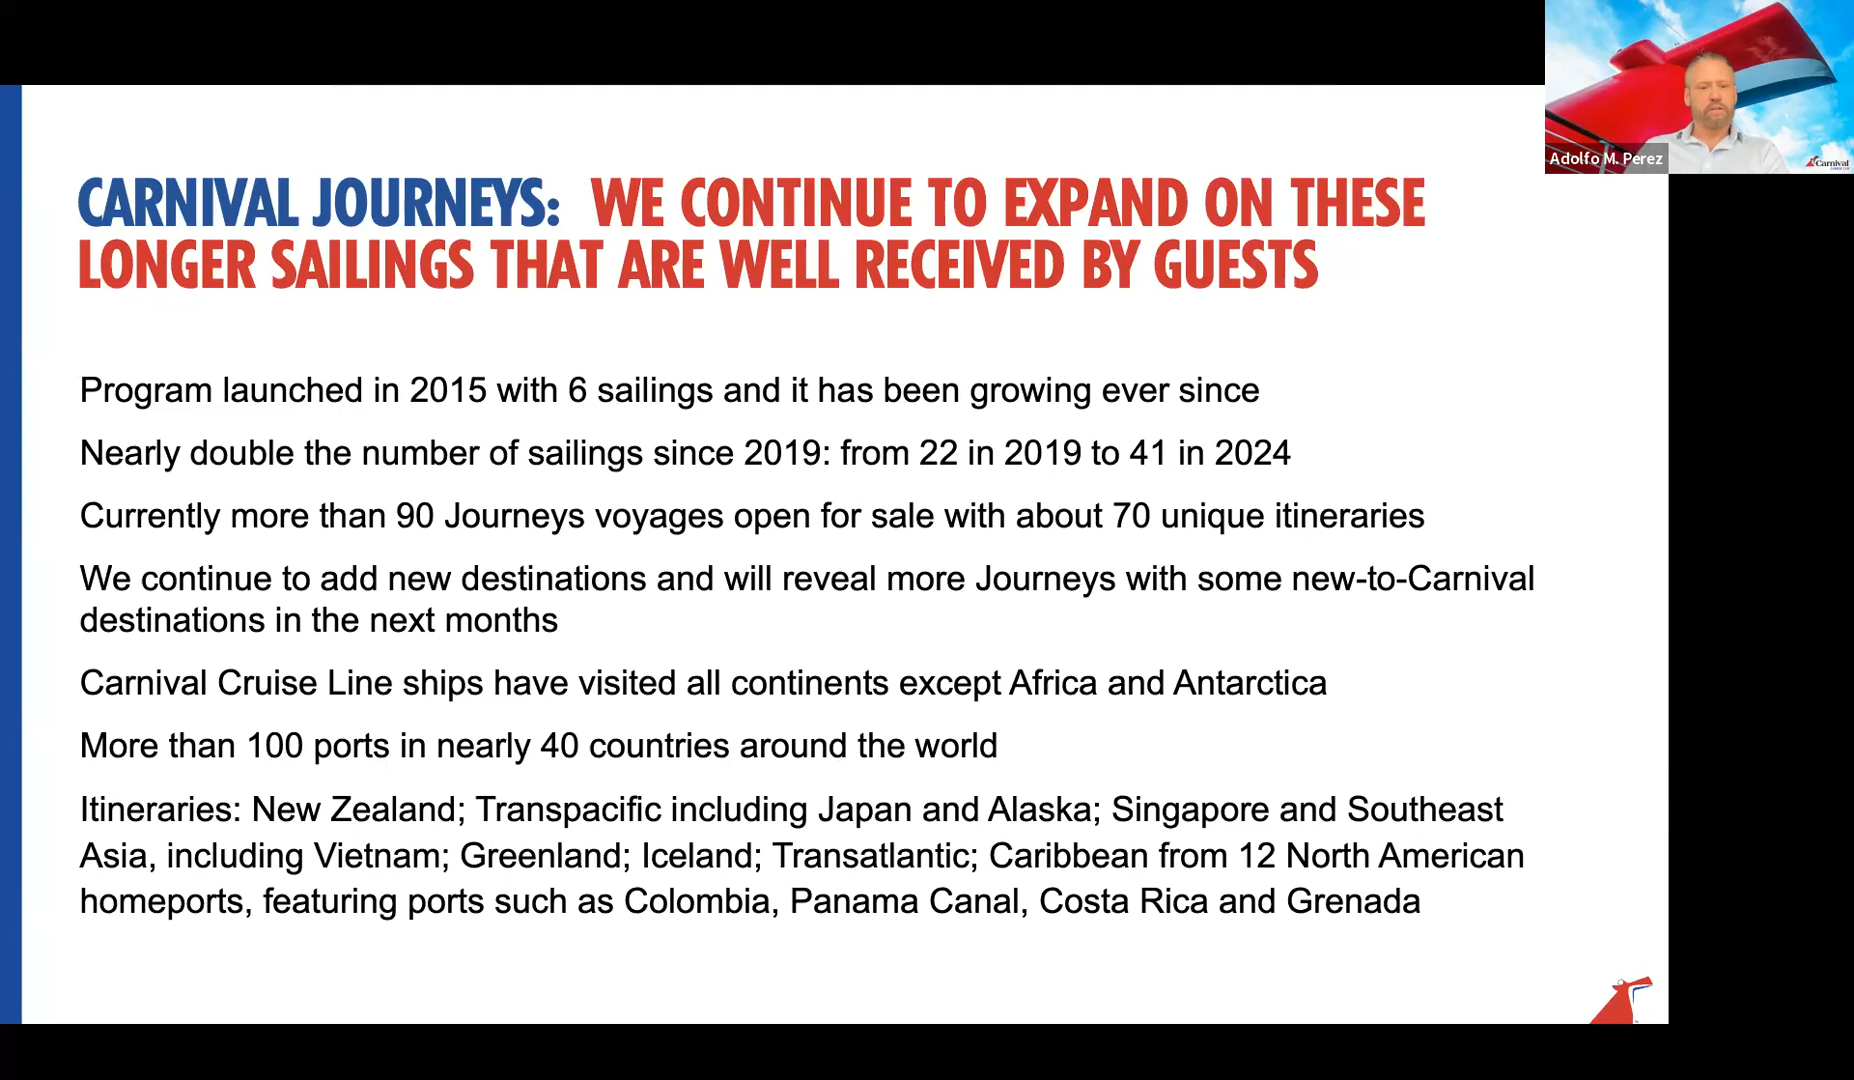 Adolfo M. Perez
Carnival
CARNIVAL JOURNEYS: WE CONTINUE TO EXPAND ON THESE
LONGER SAILINGS THAT ARE WELL RECEIVED BY GUESTS
Program launched in 2015 with 6 sailings and it has been growing ever since
Nearly double the number of sailings since 2019: from 22 in 2019 to 41 in 2024
Currently more than 90 Journeys voyages open for sale with about 70 unique itineraries
We continue to add new destinations and will reveal more Journeys with some new-to-Carnival
destinations in the next months
Carnival Cruise Line ships have visited all continents except Africa and Antarctica
More than 100 ports in nearly 40 countries around the world
Itineraries: New Zealand; Transpacific including Japan and Alaska; Singapore and Southeast
Asia, including Vietnam; Greenland; Iceland; Transatlantic; Caribbean from 12 North American
homeports, featuring ports such as Colombia, Panama Canal, Costa Rica and Grenada